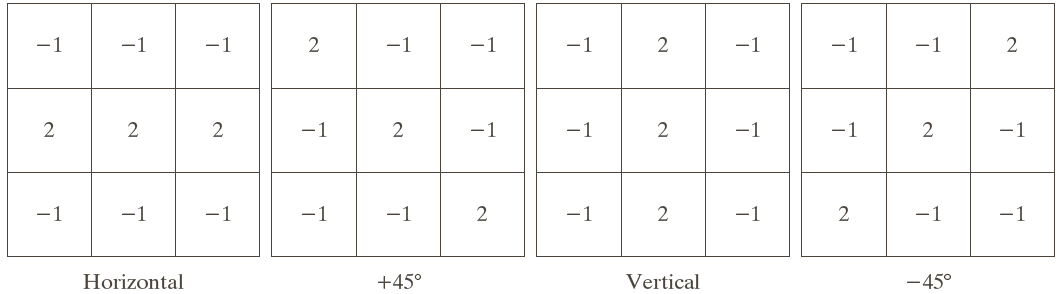 −1 −1 −1 2 −1 −1 −1 2 −1 −1 −1 2
2 2 2 −1 2 −1 −1 2 −1 −1 2 −1
−1 −1 −1 −1 −1 2 −1 2 −1 2 −1 −1
Horizontal +45° Vertical −45°